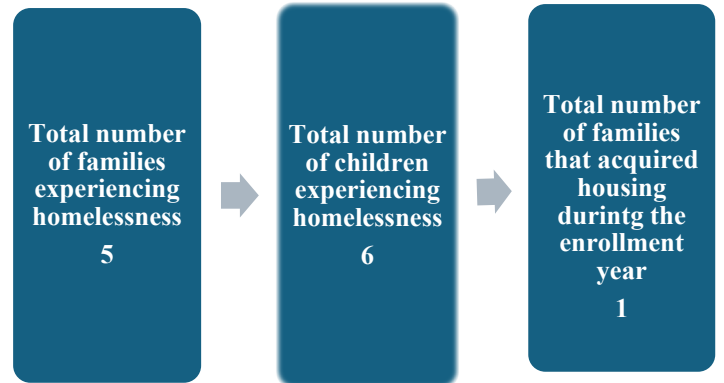 Total number
of families
experiencing
homelessness
5
Total number
of children
experiencing
homelessness
6
Total number
of families
that acquired
housing
durintg the
enrollment
year
1